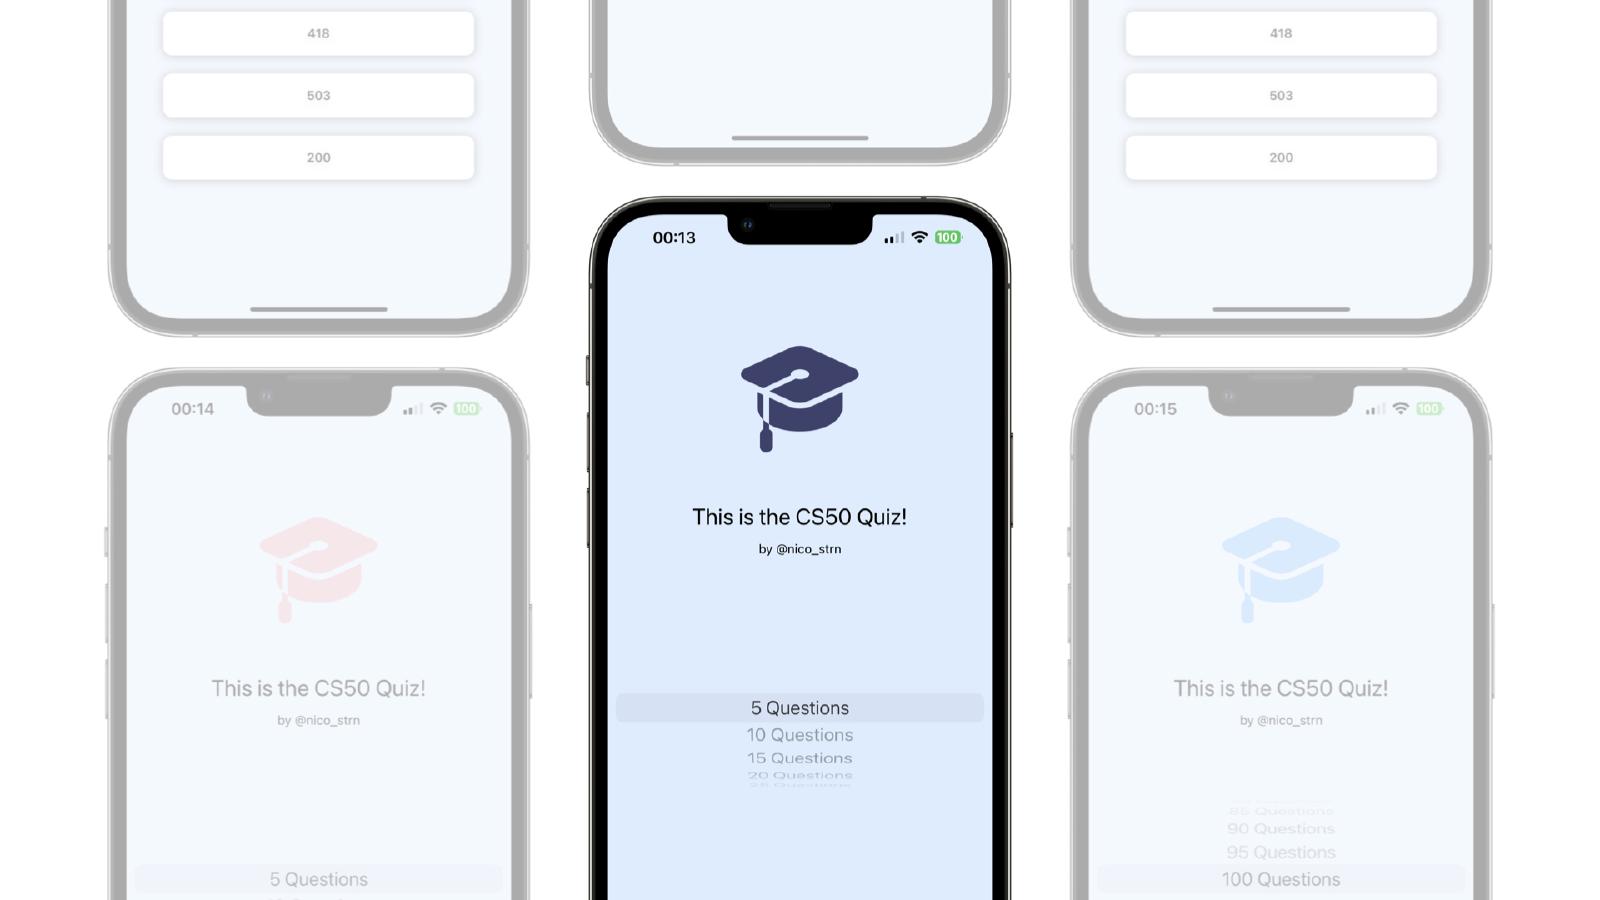 418
503
200
418
503
200
00:13
100
This is the CS50 Quiz!
by @nico_strn
5 Questions
10 Questions
15 Questions
20 Questions
25 Questions
00:14
100
This is the CS50 Quiz!
by @nico_strn
5 Questions
00:15
100
This is the CS50 Quiz!
by @nico_strn
85 Questions
90 Questions
95 Questions
100 Questions